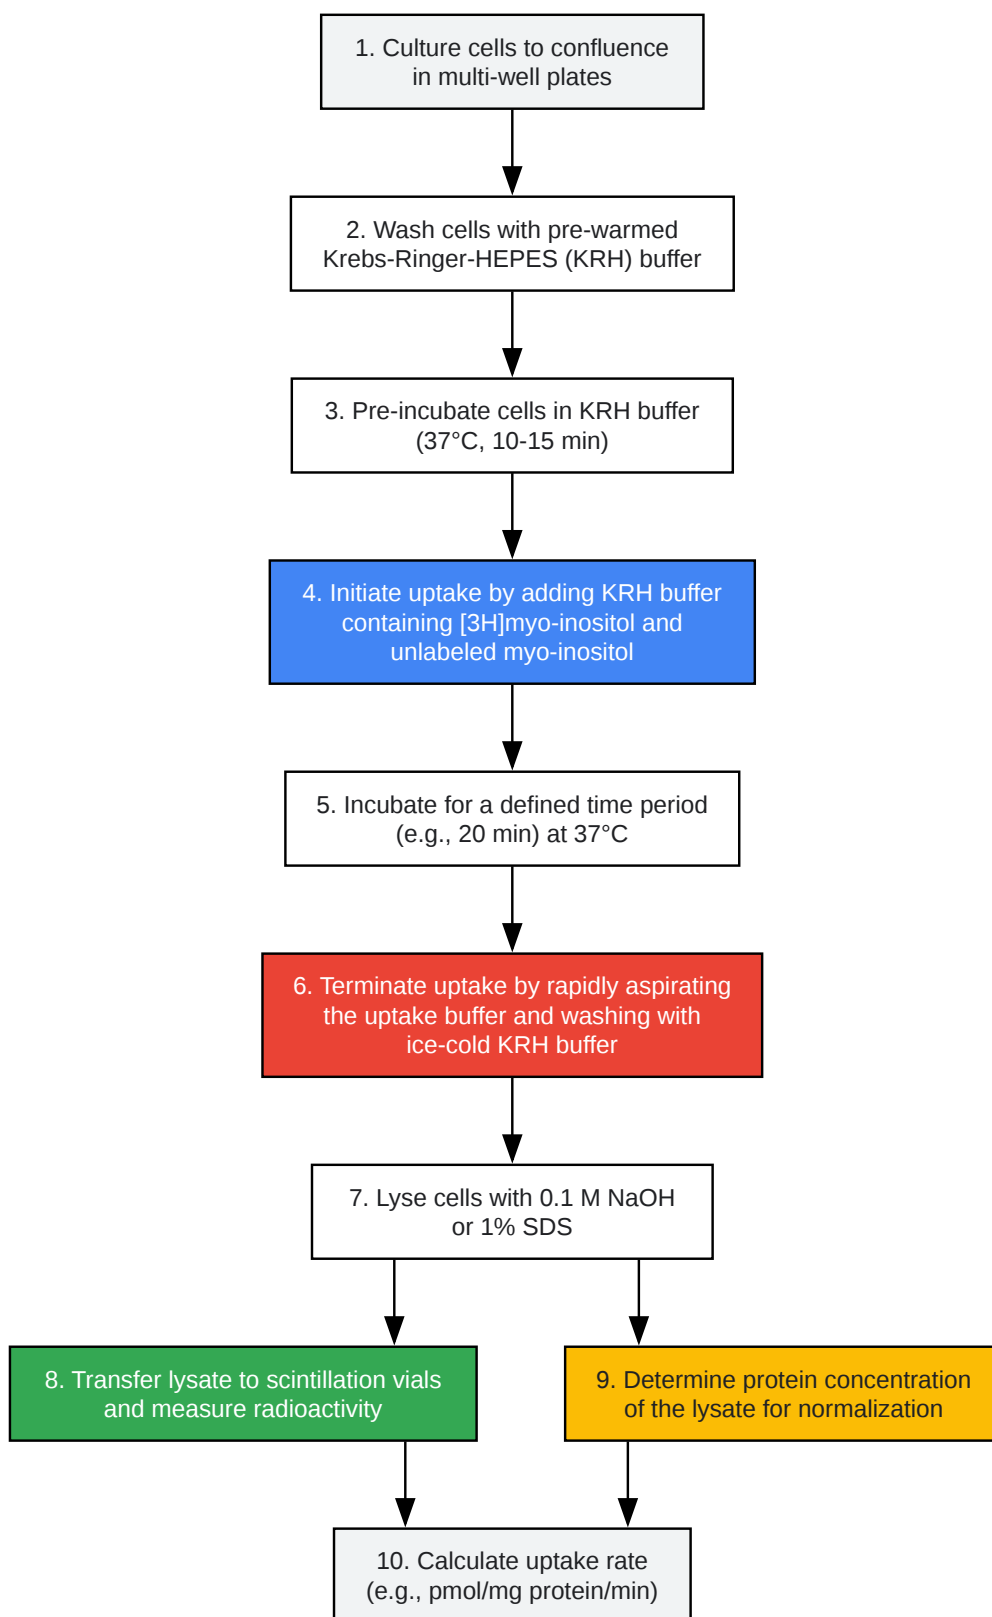 1. Culture cells to confluence
in multi-well plates
2. Wash cells with pre-warmed
Krebs-Ringer-HEPES (KRH) buffer
3. Pre-incubate cells in KRH buffer
(37°C, 10-15 min)
4. Initiate uptake by adding KRH buffer
containing [3H]myo-inositol and
unlabeled myo-inositol
5. Incubate for a defined time period
(e.g., 20 min) at 37°C
6. Terminate uptake by rapidly aspirating
the uptake buffer and washing with
ice-cold KRH buffer
7. Lyse cells with 0.1 M NaOH
or 1% SDS
8. Transfer lysate to scintillation vials
and measure radioactivity
9. Determine protein concentration
of the lysate for normalization
10. Calculate uptake rate
(e.g., pmol/mg protein/min)